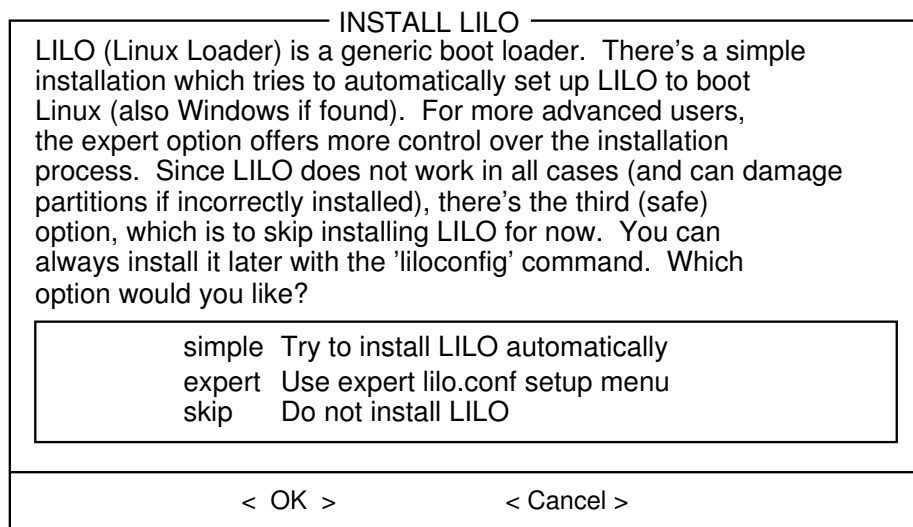 INSTALL LILO
LILO (Linux Loader) is a generic boot loader.  There's a simple
installation which tries to automatically set up LILO to boot
Linux (also Windows if found).  For more advanced users,
the expert option offers more control over the installation
process.  Since LILO does not work in all cases (and can damage
partitions if incorrectly installed), there's the third (safe)
option, which is to skip installing LILO for now.  You can
always install it later with the 'liloconfig' command.  Which
option would you like?
simple  Try to install LILO automatically
expert  Use expert lilo.conf setup menu
skip  Do not install LILO
<  OK  >  < Cancel >